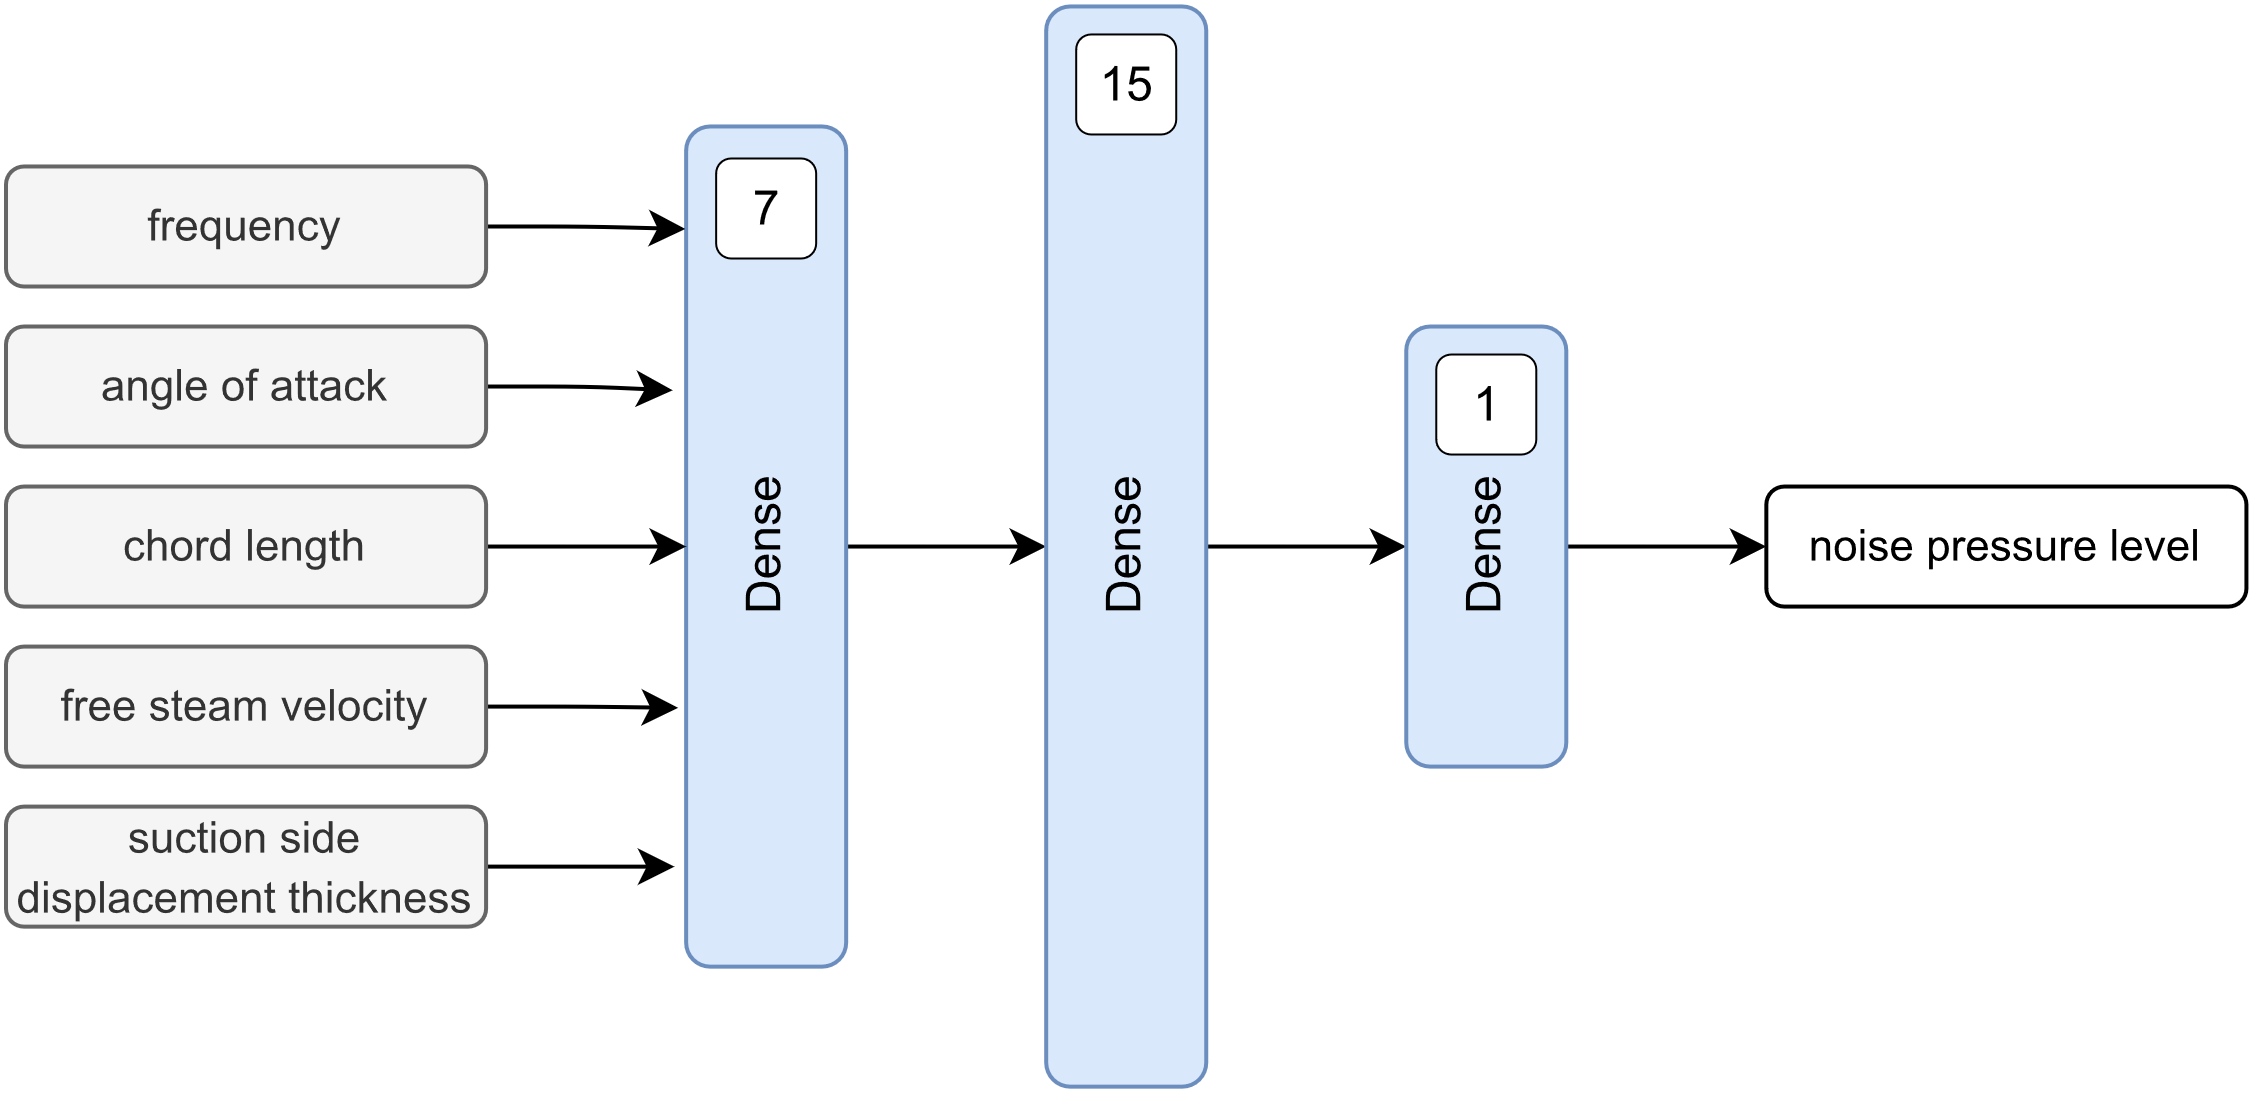 frequency
angle of attack
chord length
free steam velocity
suction side
displacement thickness
7
Dense
15
Dense
1
Dense
noise pressure level